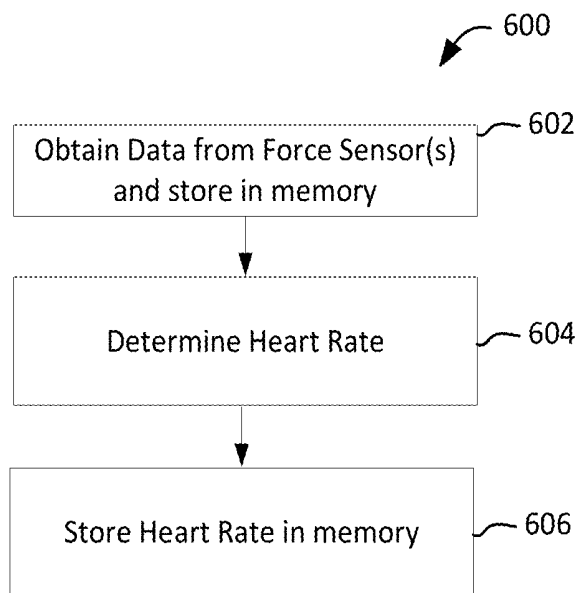 600
602
Obtain Data from Force Sensor(s)
and store in memory
Determine Heart Rate
604
Store Heart Rate in memory
606